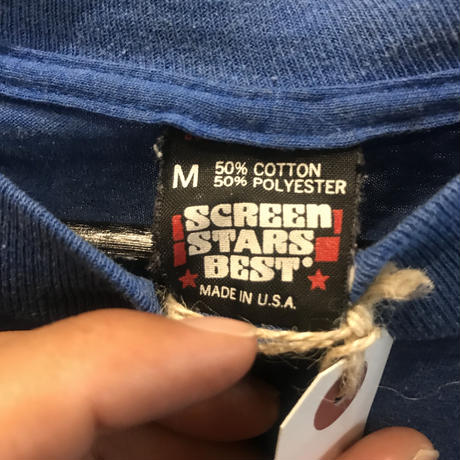 M 50% COTTON
50% POLYESTER
SCREEN
STARS
BEST
MADE IN U.S.A.